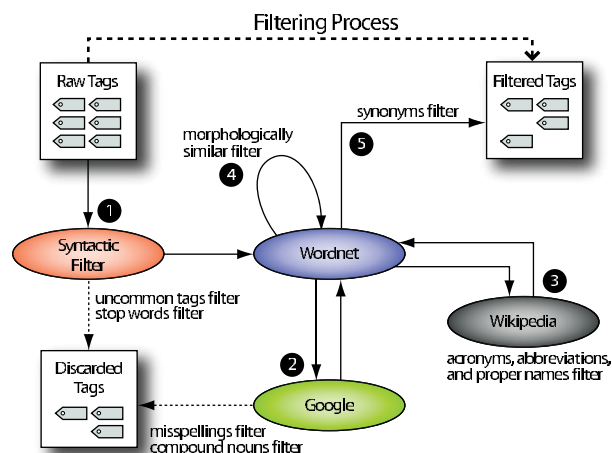 Filtering Process
Raw Tags
Filtered Tags
synonyms filter
morphologically
similar filter
4
5
1
Syntactic
Filter
Wordnet
uncommon tags filter
stop words filter
3
Wikipedia
acronyms, abbreviations,
and proper names filter
2
Discarded
Tags
Google
misspellings filter
compound nouns filter